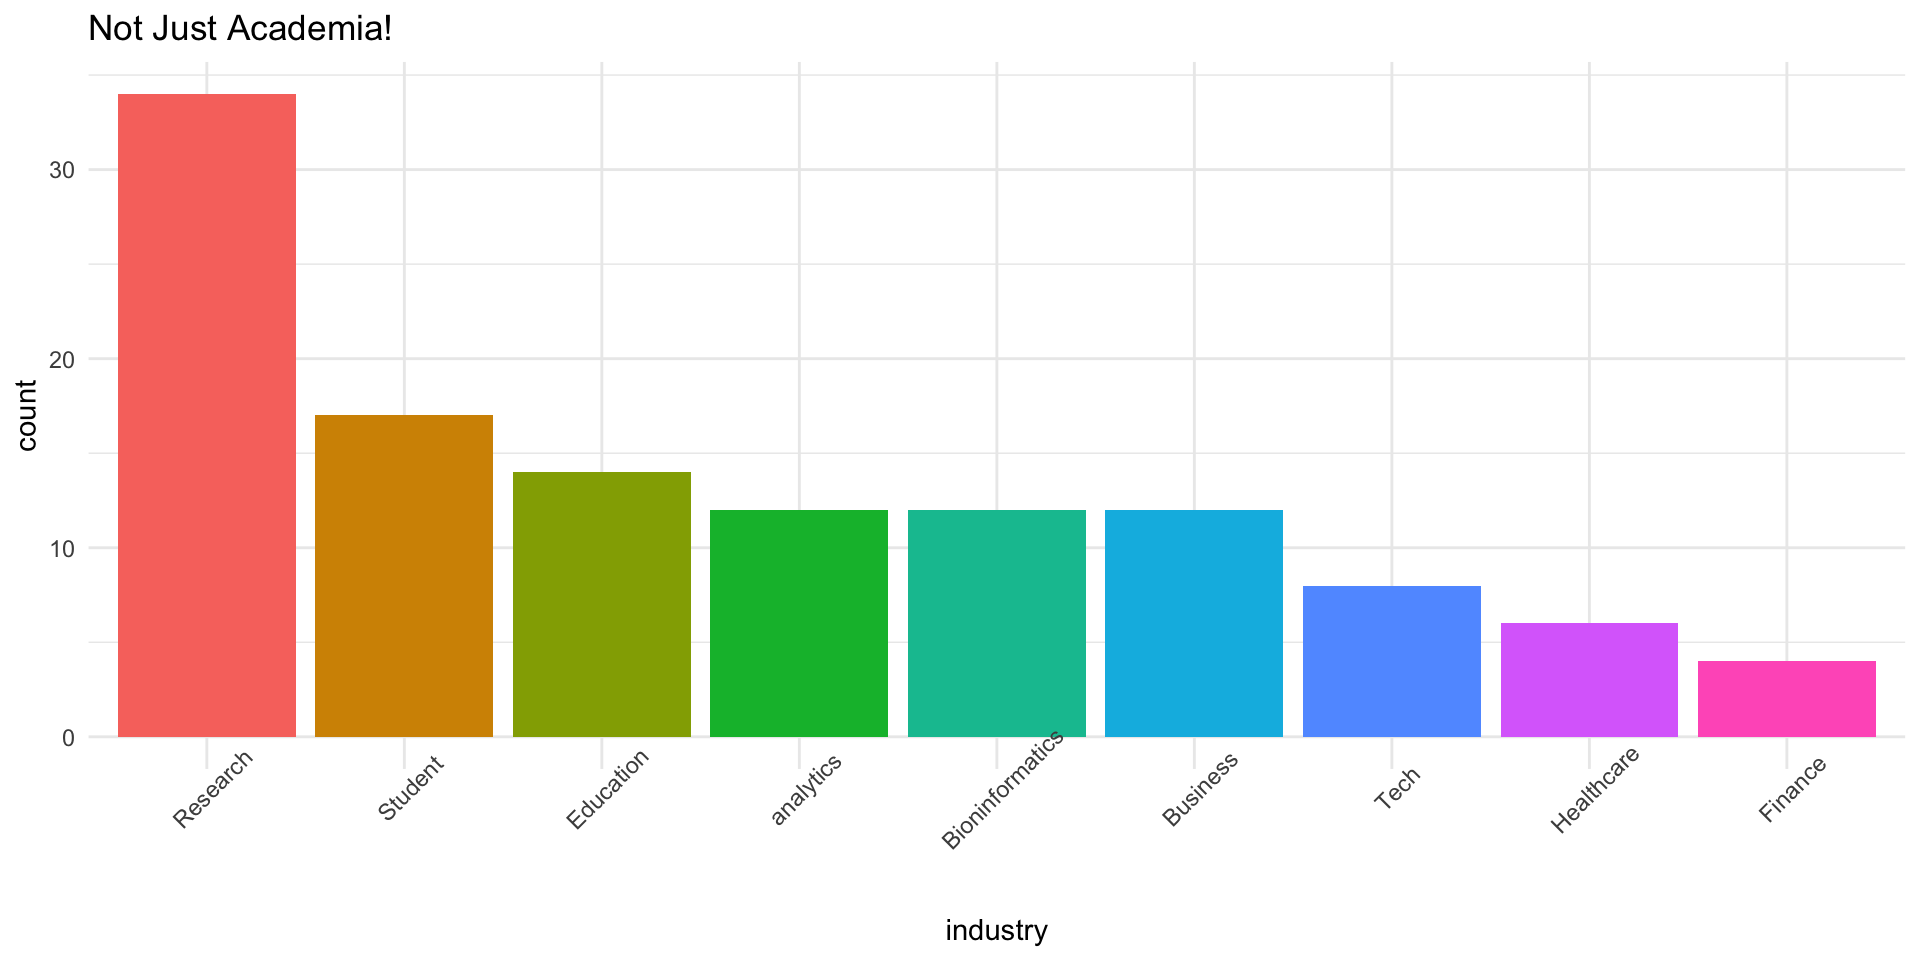 Not Just Academia!
count
30
20
10
0
Research
Student
Education
analytics
Bioninformatics
Business
Tech
Healthcare
Finance
industry